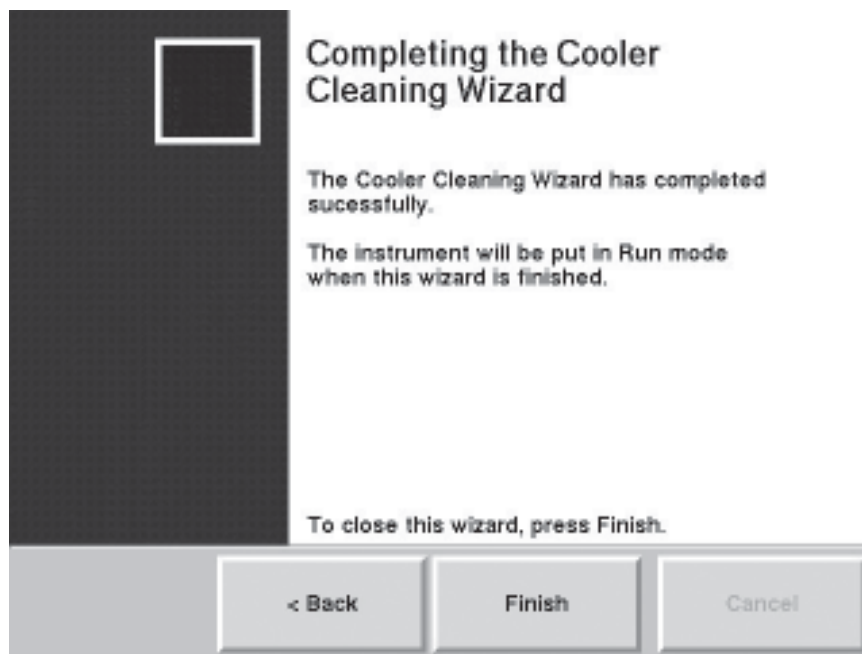 Completing the Cooler
Cleaning Wizard
The Cooler Cleaning Wizard has completed
sucessfully.
The instrument will be put in Run mode
when this wizard is finished.
To close this wizard, press Finish.
< Back
Finish
Cancel